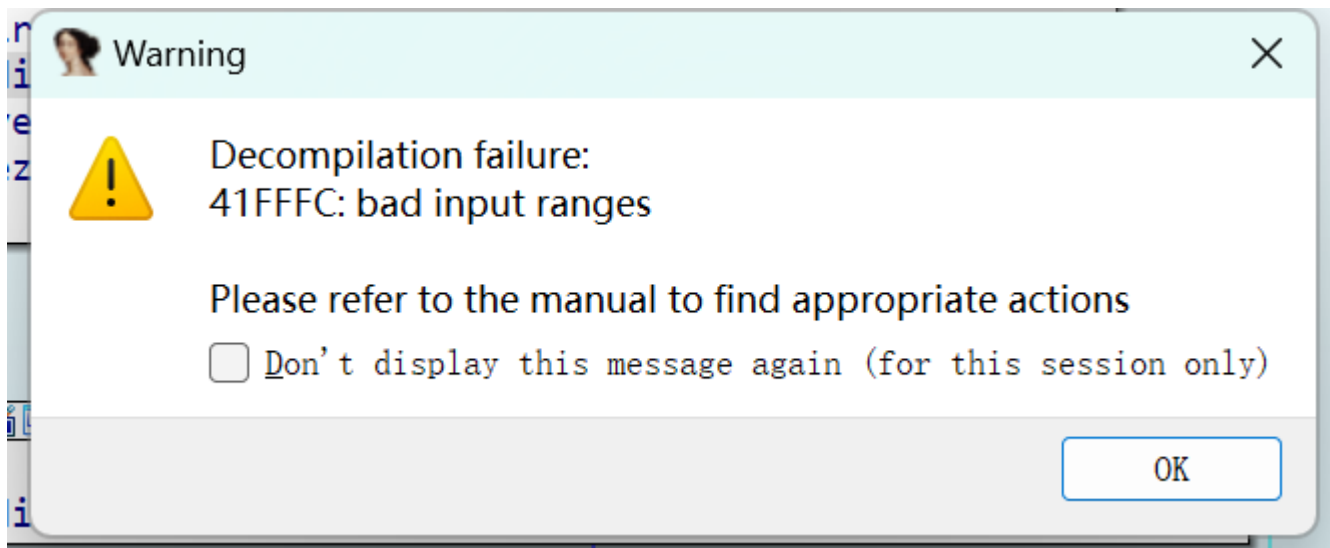 Warning
Decompilation failure:
41FFFC: bad input ranges
Please refer to the manual to find appropriate actions
Don't display this message again (for this session only)
OK